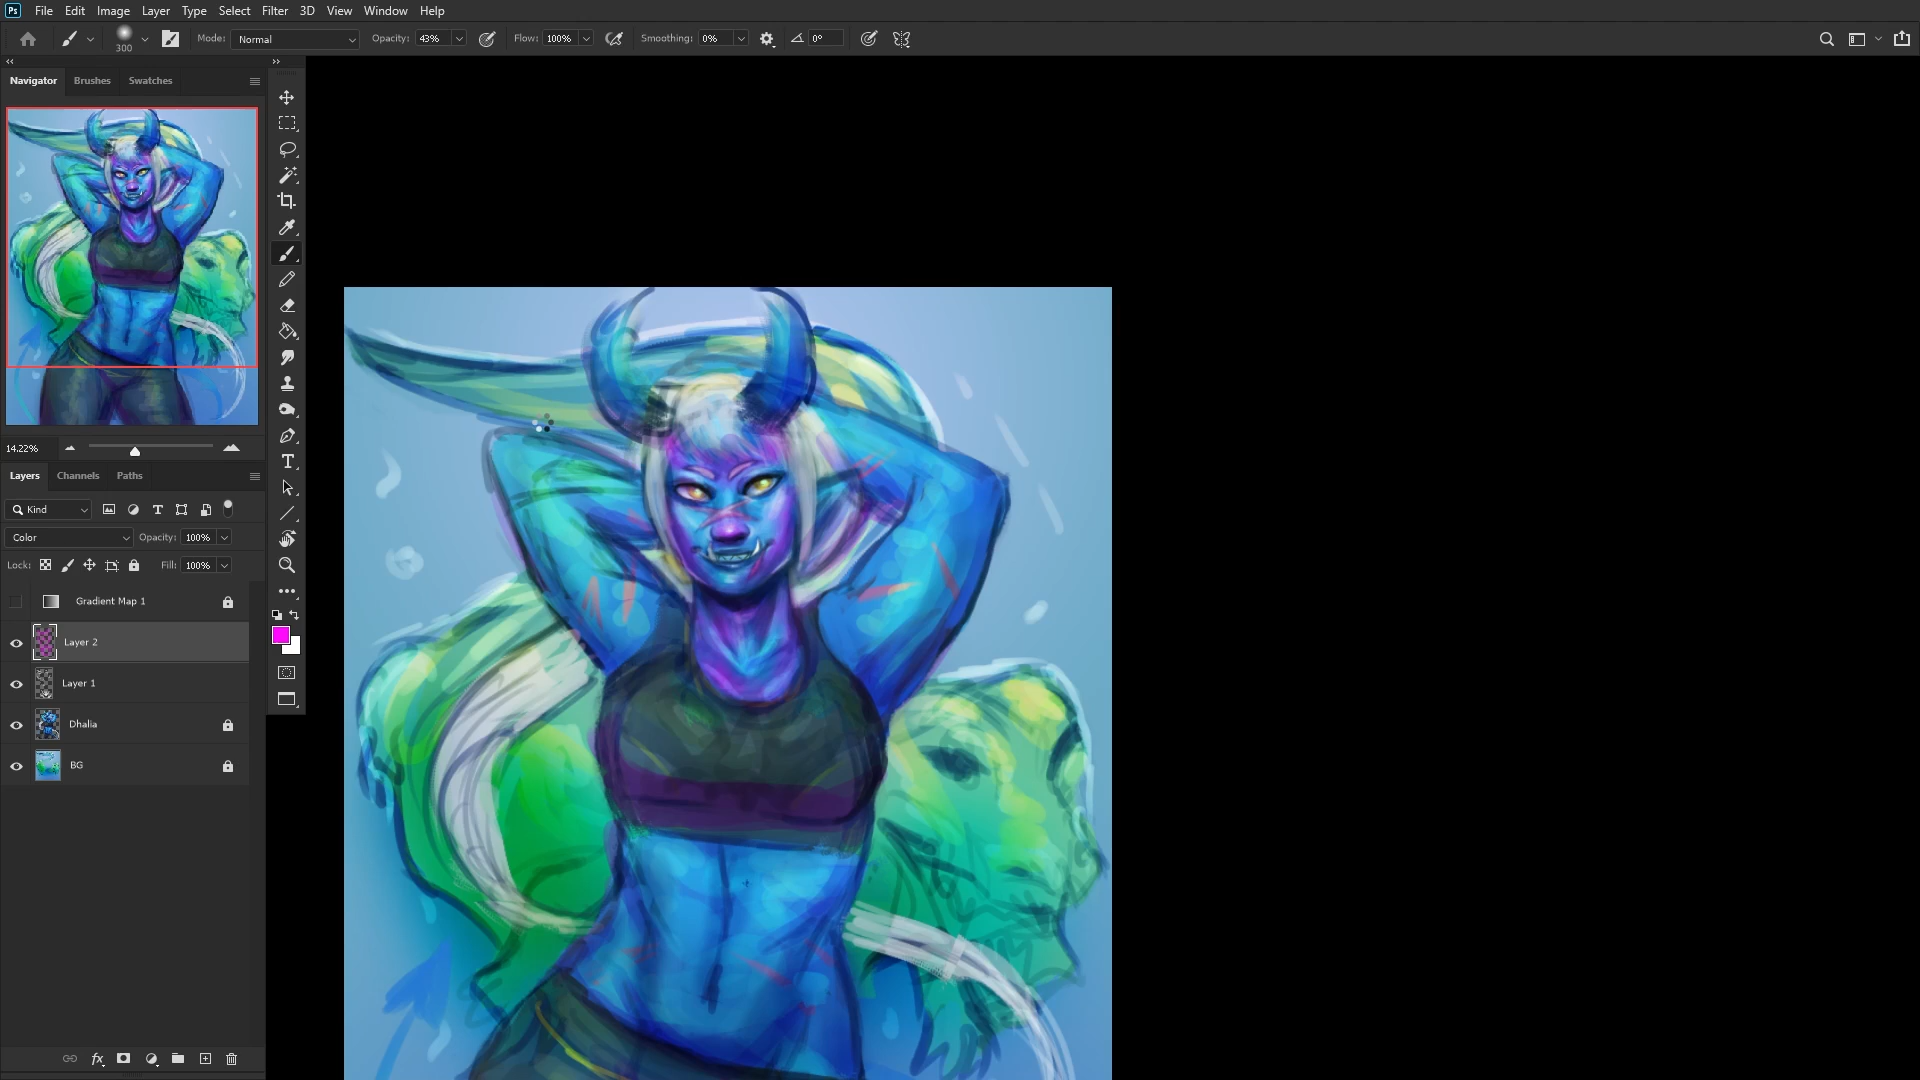 Ps File Edit Image Layer Type Select Filter 3D View Window Help
300 Mode: Normal Opacity: 43% Flow: 100% Smoothing: 0% 0°
Navigator Brushes Swatches
14.22%
Layers Channels Paths
Kind T
Color Opacity: 100%
Lock: Fill: 100%
Gradient Map 1
Layer 2
Layer 1
Dhalia
BG
fx
T